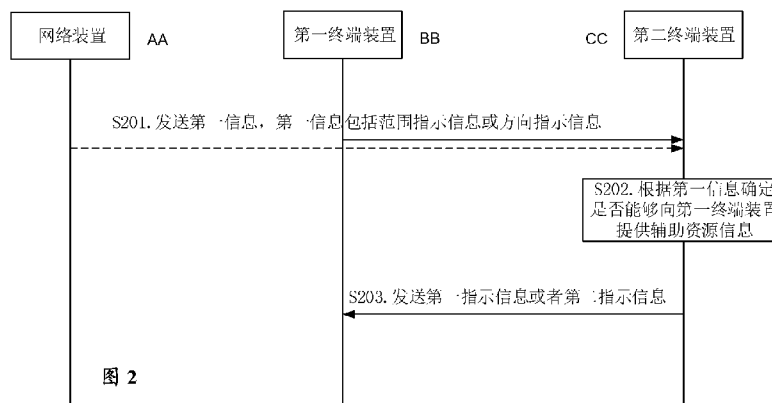 网络装置
AA
第一终端装置
BB
CC
第二终端装置
S201.发送第一信息，第一信息包括范围指示信息或方向指示信息
S202.根据第一信息确定
是否能够向第一终端装置
提供辅助资源信息
S203.发送第一指示信息或者第二指示信息
图 2